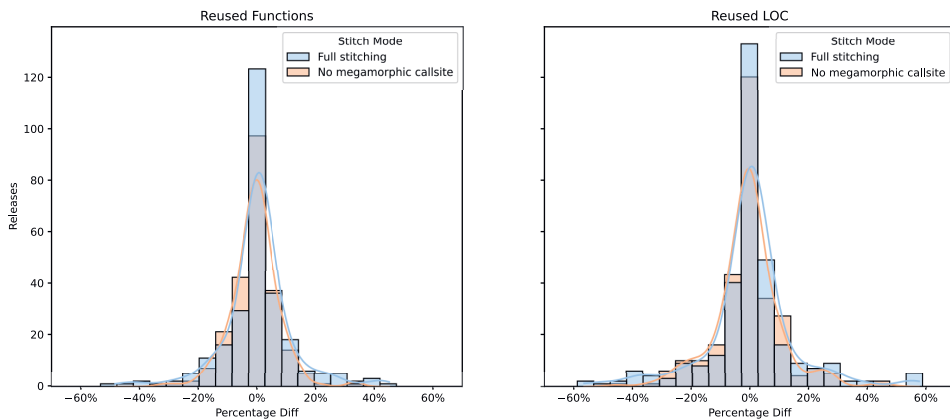 Reused Functions
Stitch Mode
Full stitching
No megamorphic callsite
Releases
120
100
80
60
40
20
0
−60% −40% −20% 0% 20% 40% 60%
Percentage Diff
Reused LOC
Stitch Mode
Full stitching
No megamorphic callsite
−60% −40% −20% 0% 20% 40% 60%
Percentage Diff